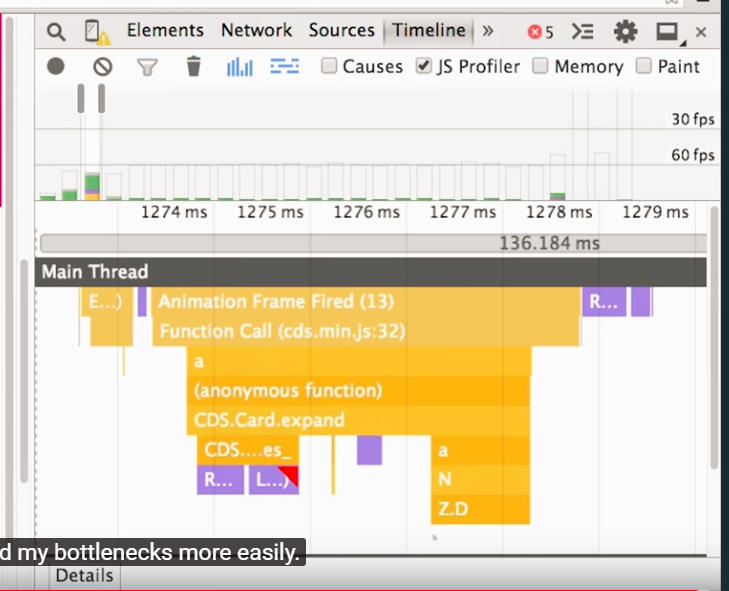 Elements Network Sources Timeline » 5
Causes JS Profiler Memory Paint
30 fps
60 fps
1274 ms 1275 ms 1276 ms 1277 ms 1278 ms 1279 ms
136.184 ms
Main Thread
E...) Animation Frame Fired (13) R...
Function Call (cds.min.js:32)
a
(anonymous function)
CDS.Card.expand
CDS....es_ a
R... L...) N
Z.D
d my bottlenecks more easily.
Details